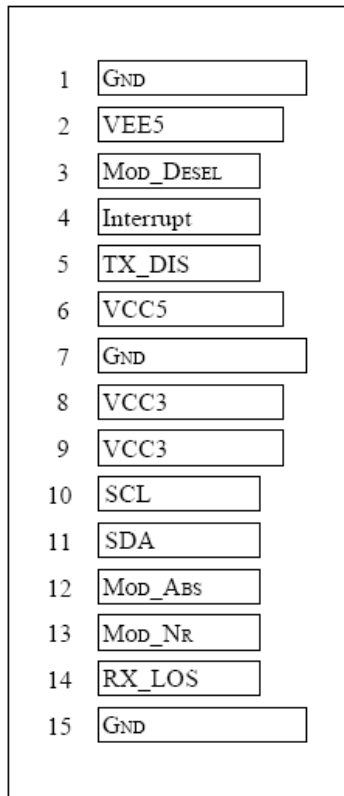 1 GND
2 VEE5
3 MOD_DESEL
4 Interrupt
5 TX_DIS
6 VCC5
7 GND
8 VCC3
9 VCC3
10 SCL
11 SDA
12 MOD_ABS
13 MOD_NR
14 RX_LOS
15 GND